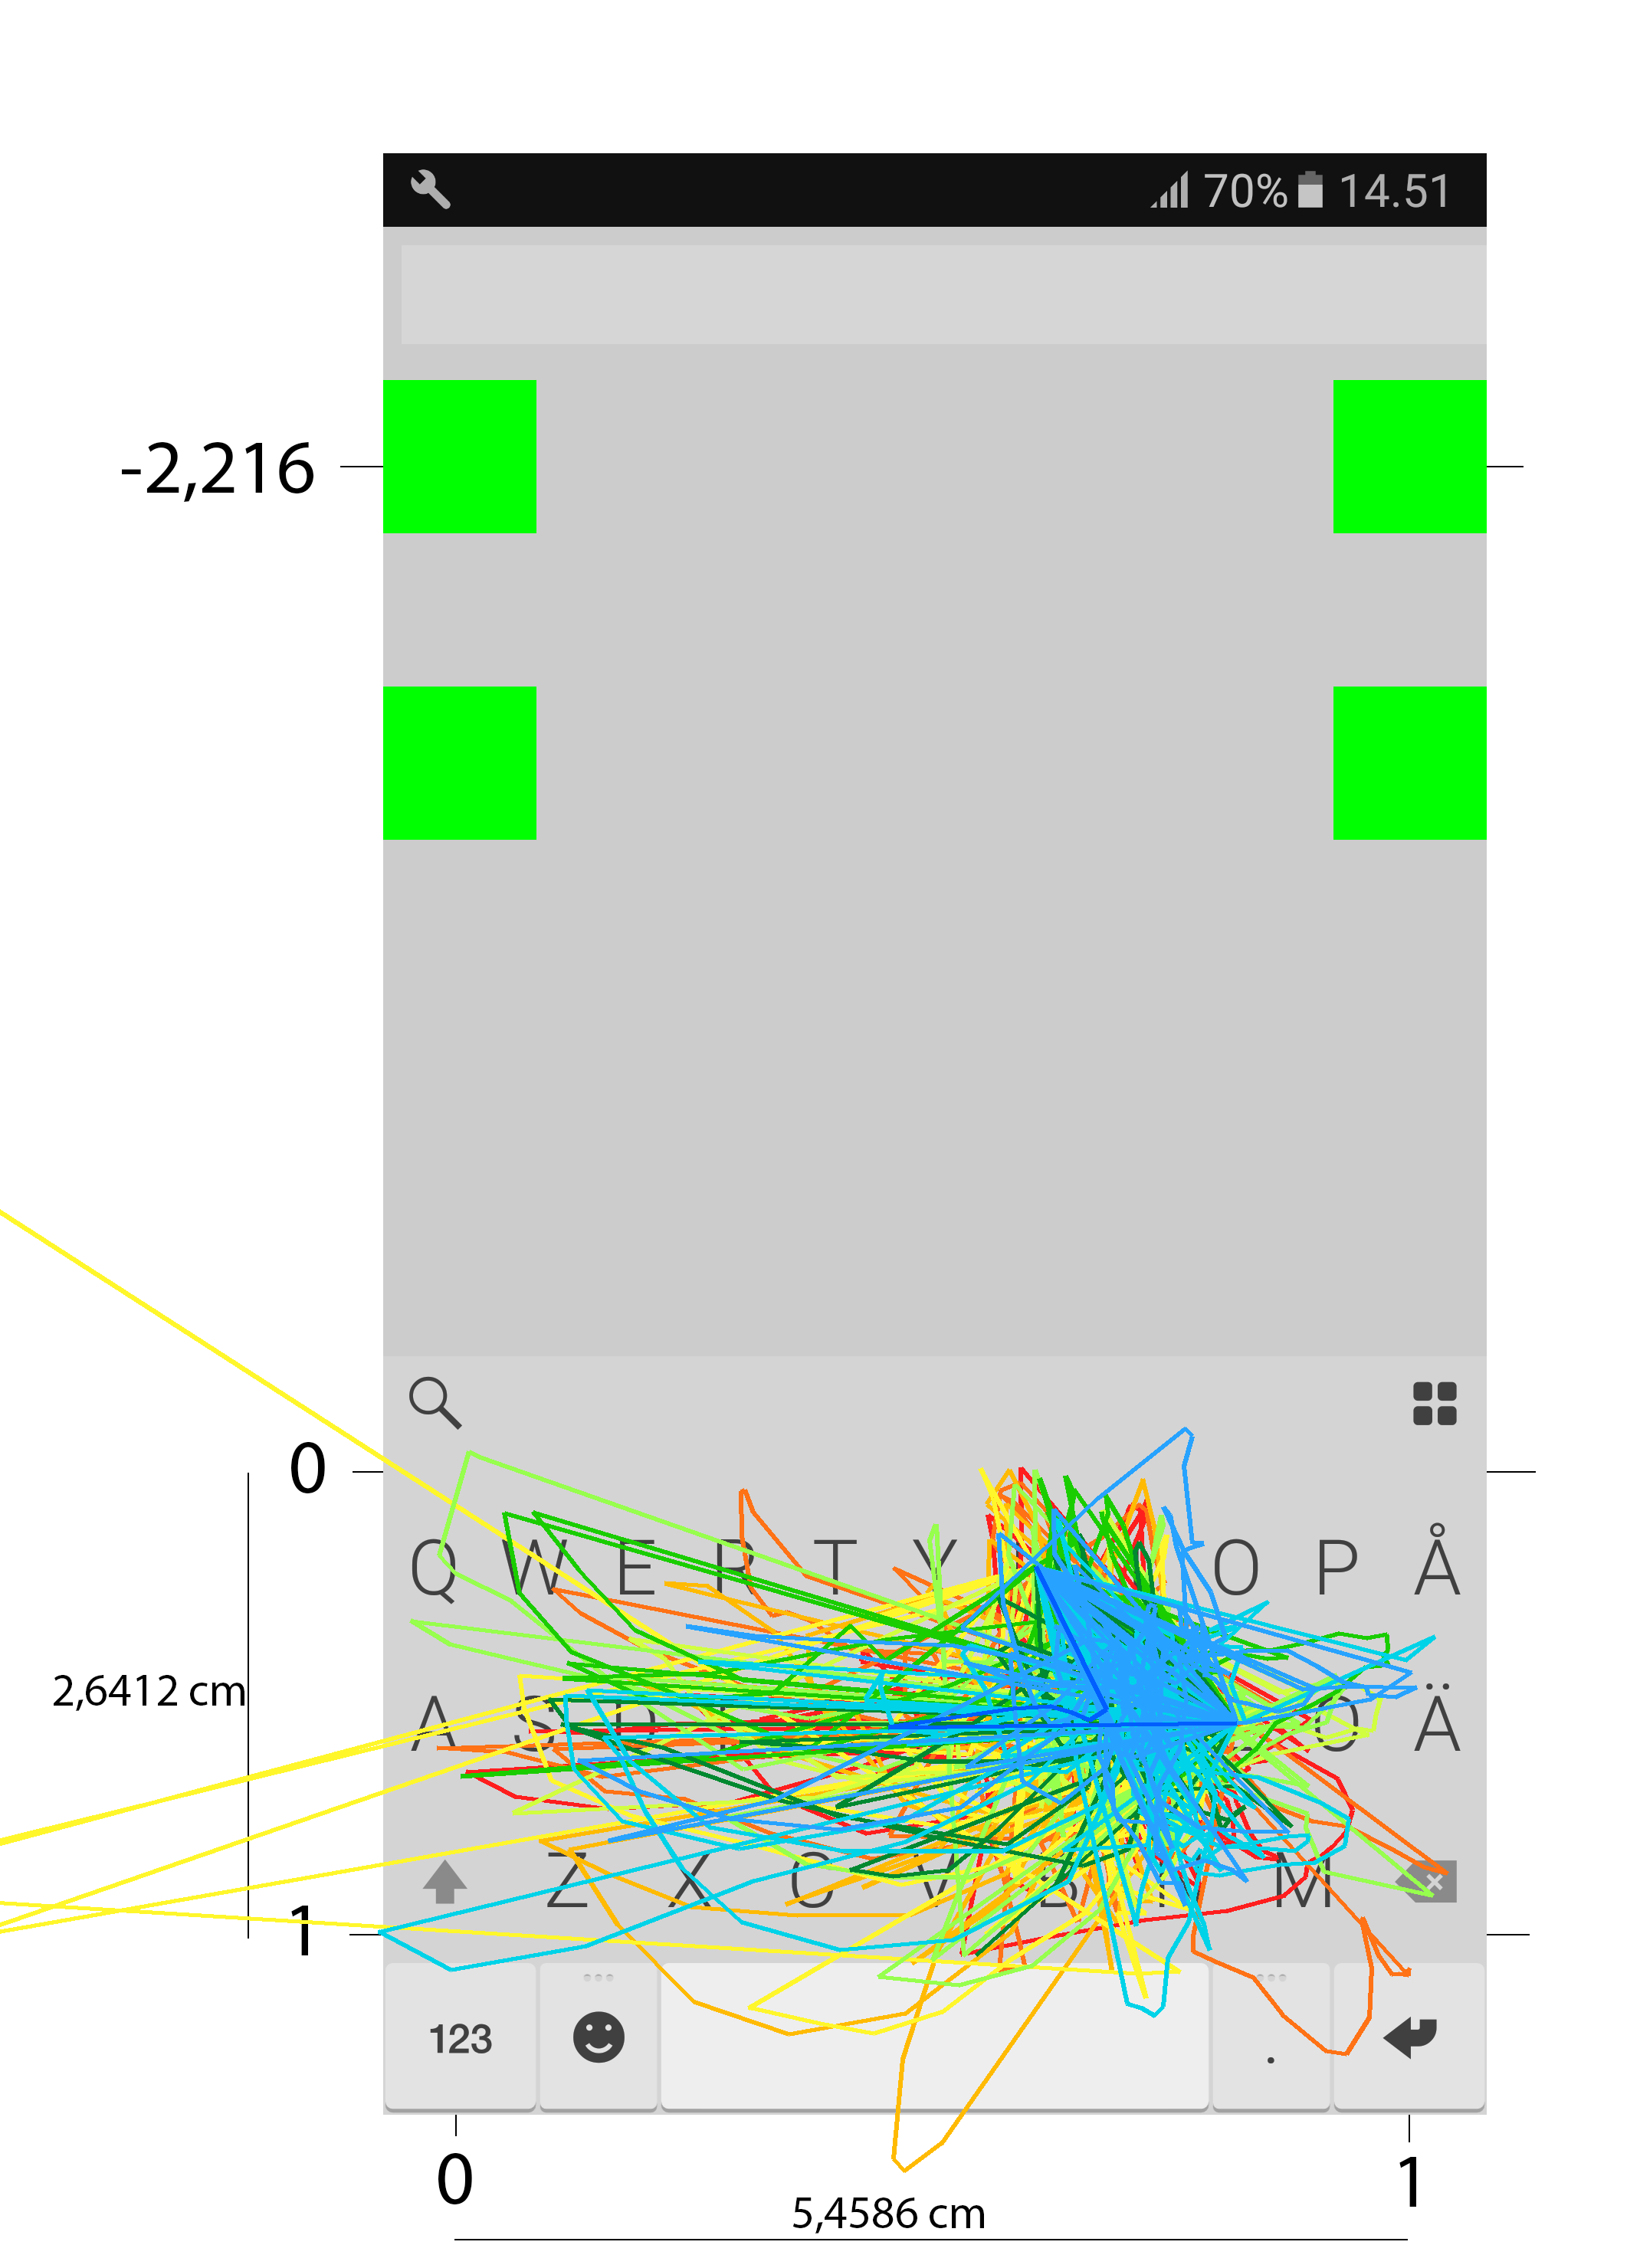 70% 14.51
-2,216
0
Q W E R T Y O P Å
2,6412 cm
A S D Ö Ä
Z X C V B M
1
123 .
0 1
5,4586 cm